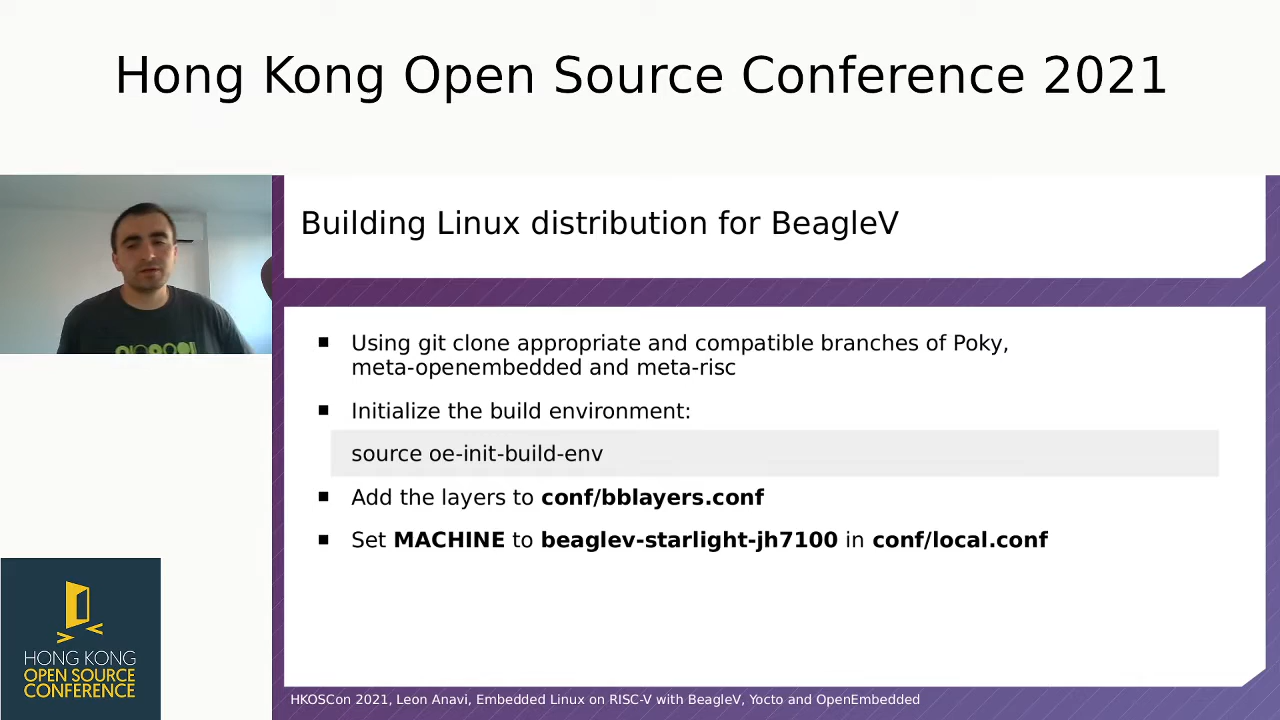 Hong Kong Open Source Conference 2021
Building Linux distribution for BeagleV
Using git clone appropriate and compatible branches of Poky,
meta-openembedded and meta-risc
Initialize the build environment:
source oe-init-build-env
Add the layers to conf/bblayers.conf
Set MACHINE to beaglev-starlight-jh7100 in conf/local.conf
HONG KONG
OPEN SOURCE
CONFERENCE
HKOSCon 2021, Leon Anavi, Embedded Linux on RISC-V with BeagleV, Yocto and OpenEmbedded